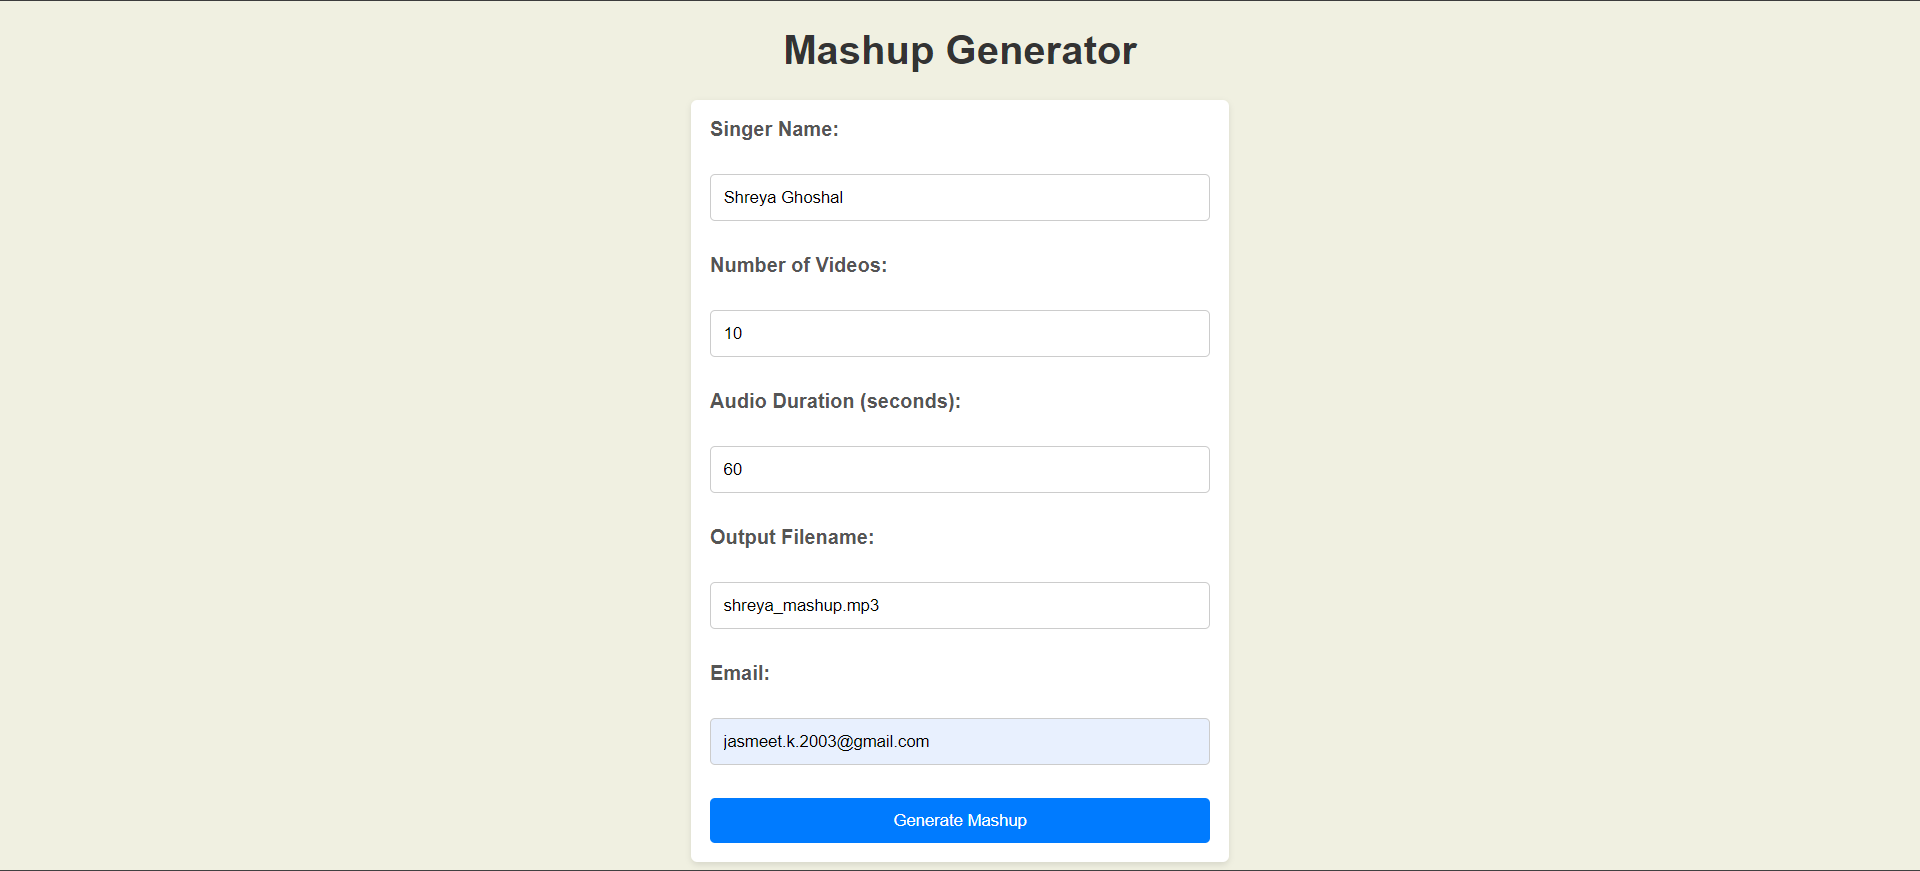 Mashup Generator
Singer Name:
Shreya Ghoshal
Number of Videos:
10
Audio Duration (seconds):
60
Output Filename:
shreya_mashup.mp3
Email:
jasmeet.k.2003@gmail.com
Generate Mashup